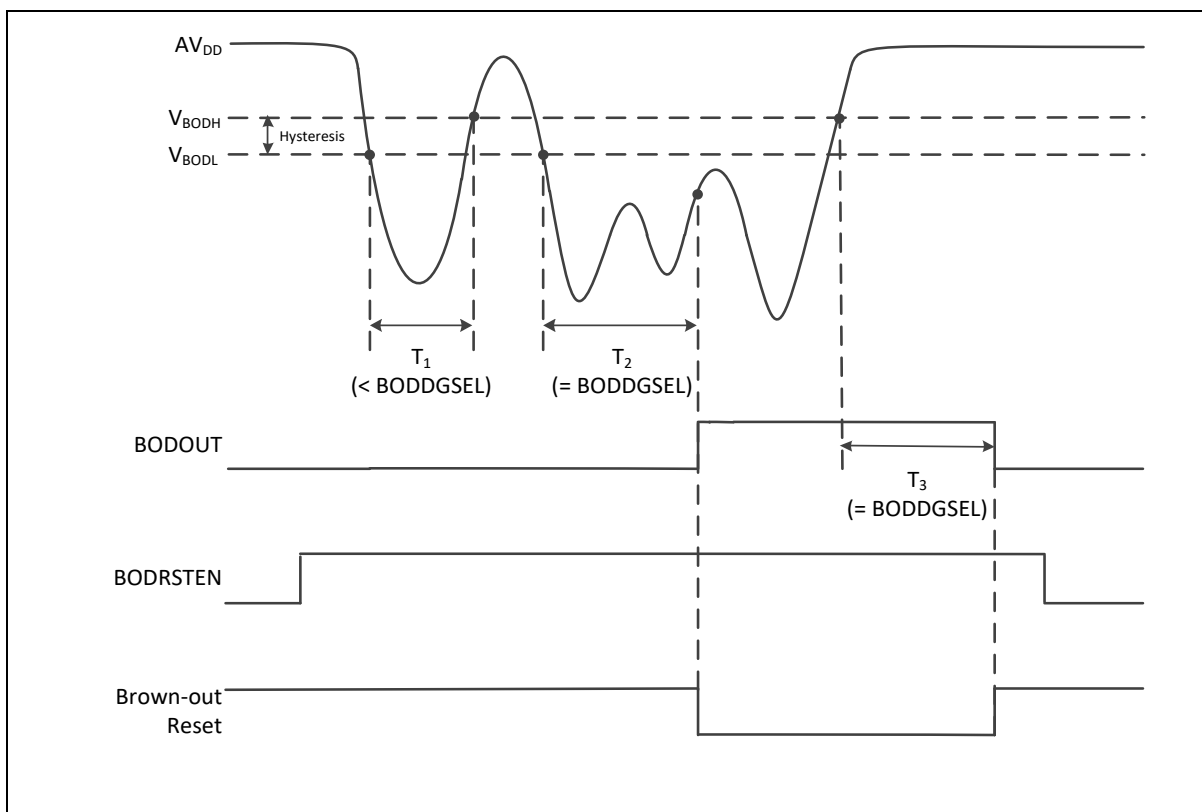 AVDD
VBODH
Hysteresis
VBODL
T1
(< BODDGSEL)
T2
(= BODDGSEL)
BODOUT
T3
(= BODDGSEL)
BODRSTEN
Brown-out
Reset